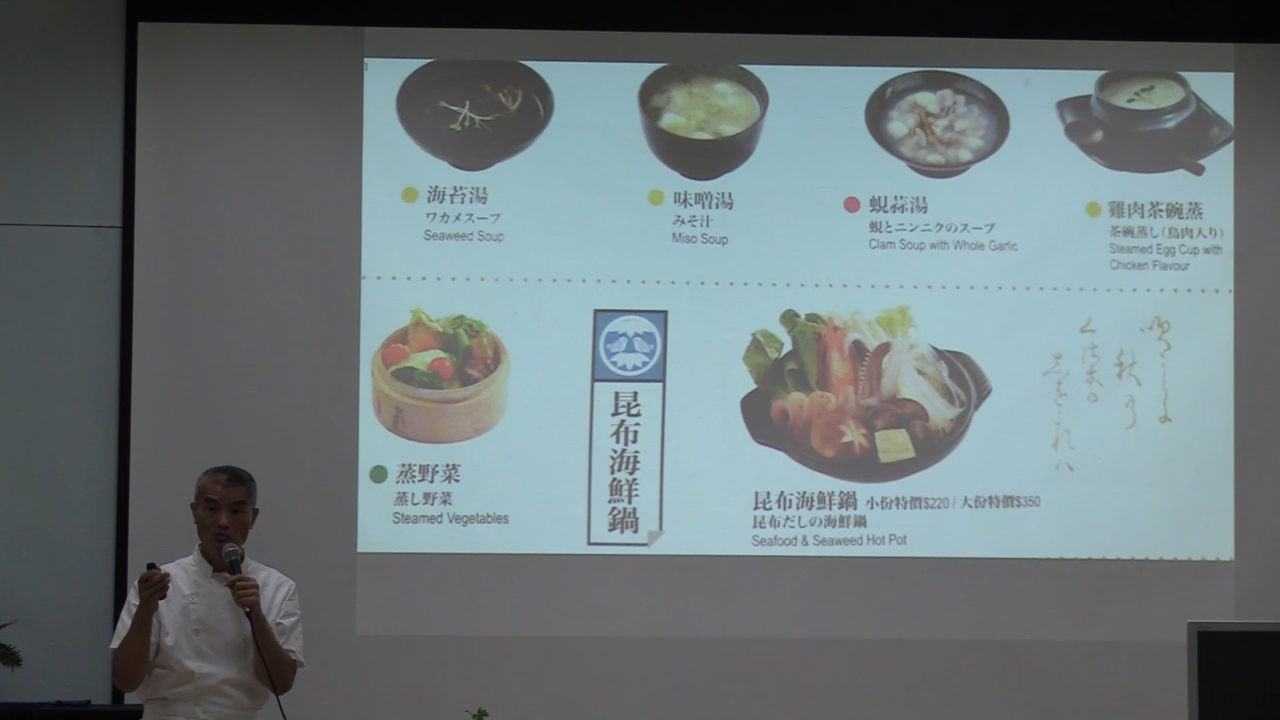 海苔湯
ワカメスープ
Seaweed Soup
味噌湯
みそ汁
Miso Soup
蜆蒜湯
蜆とニンニクのスープ
Clam Soup with Whole Garlic
雞肉茶碗蒸
茶碗蒸し(鳥肉入り)
Steamed Egg Cup with
Chicken Flavour
蒸野菜
蒸し野菜
Steamed Vegetables
昆布海鮮鍋
昆布海鮮鍋 小份特價$220 / 大份特價$350
昆布だしの海鮮鍋
Seafood & Seaweed Hot Pot